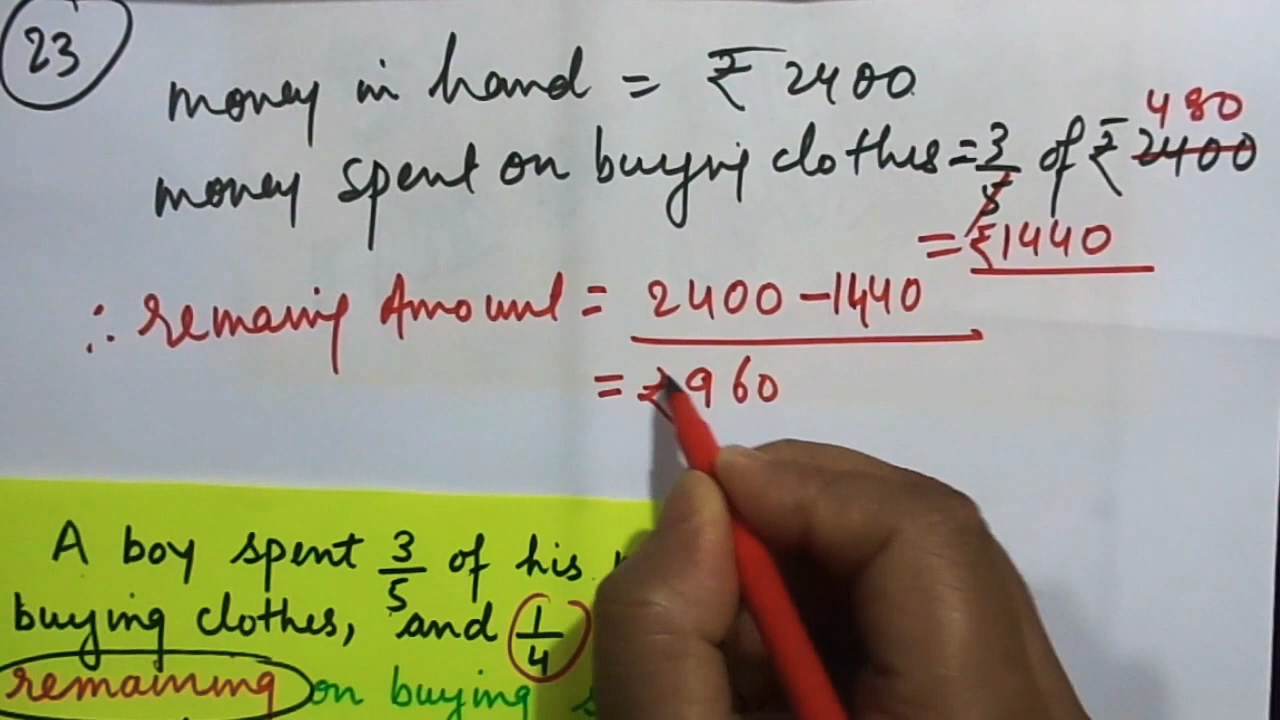 23
money in hand = ₹ 2400
480
money spent on buying clothes = 3/5 of ₹ 2400
= ₹1440
∴ remaing Amount = 2400 - 1440
= ₹ 960
A boy spent 3/5 of his
buying clothes, and 1/4
remaining on buying